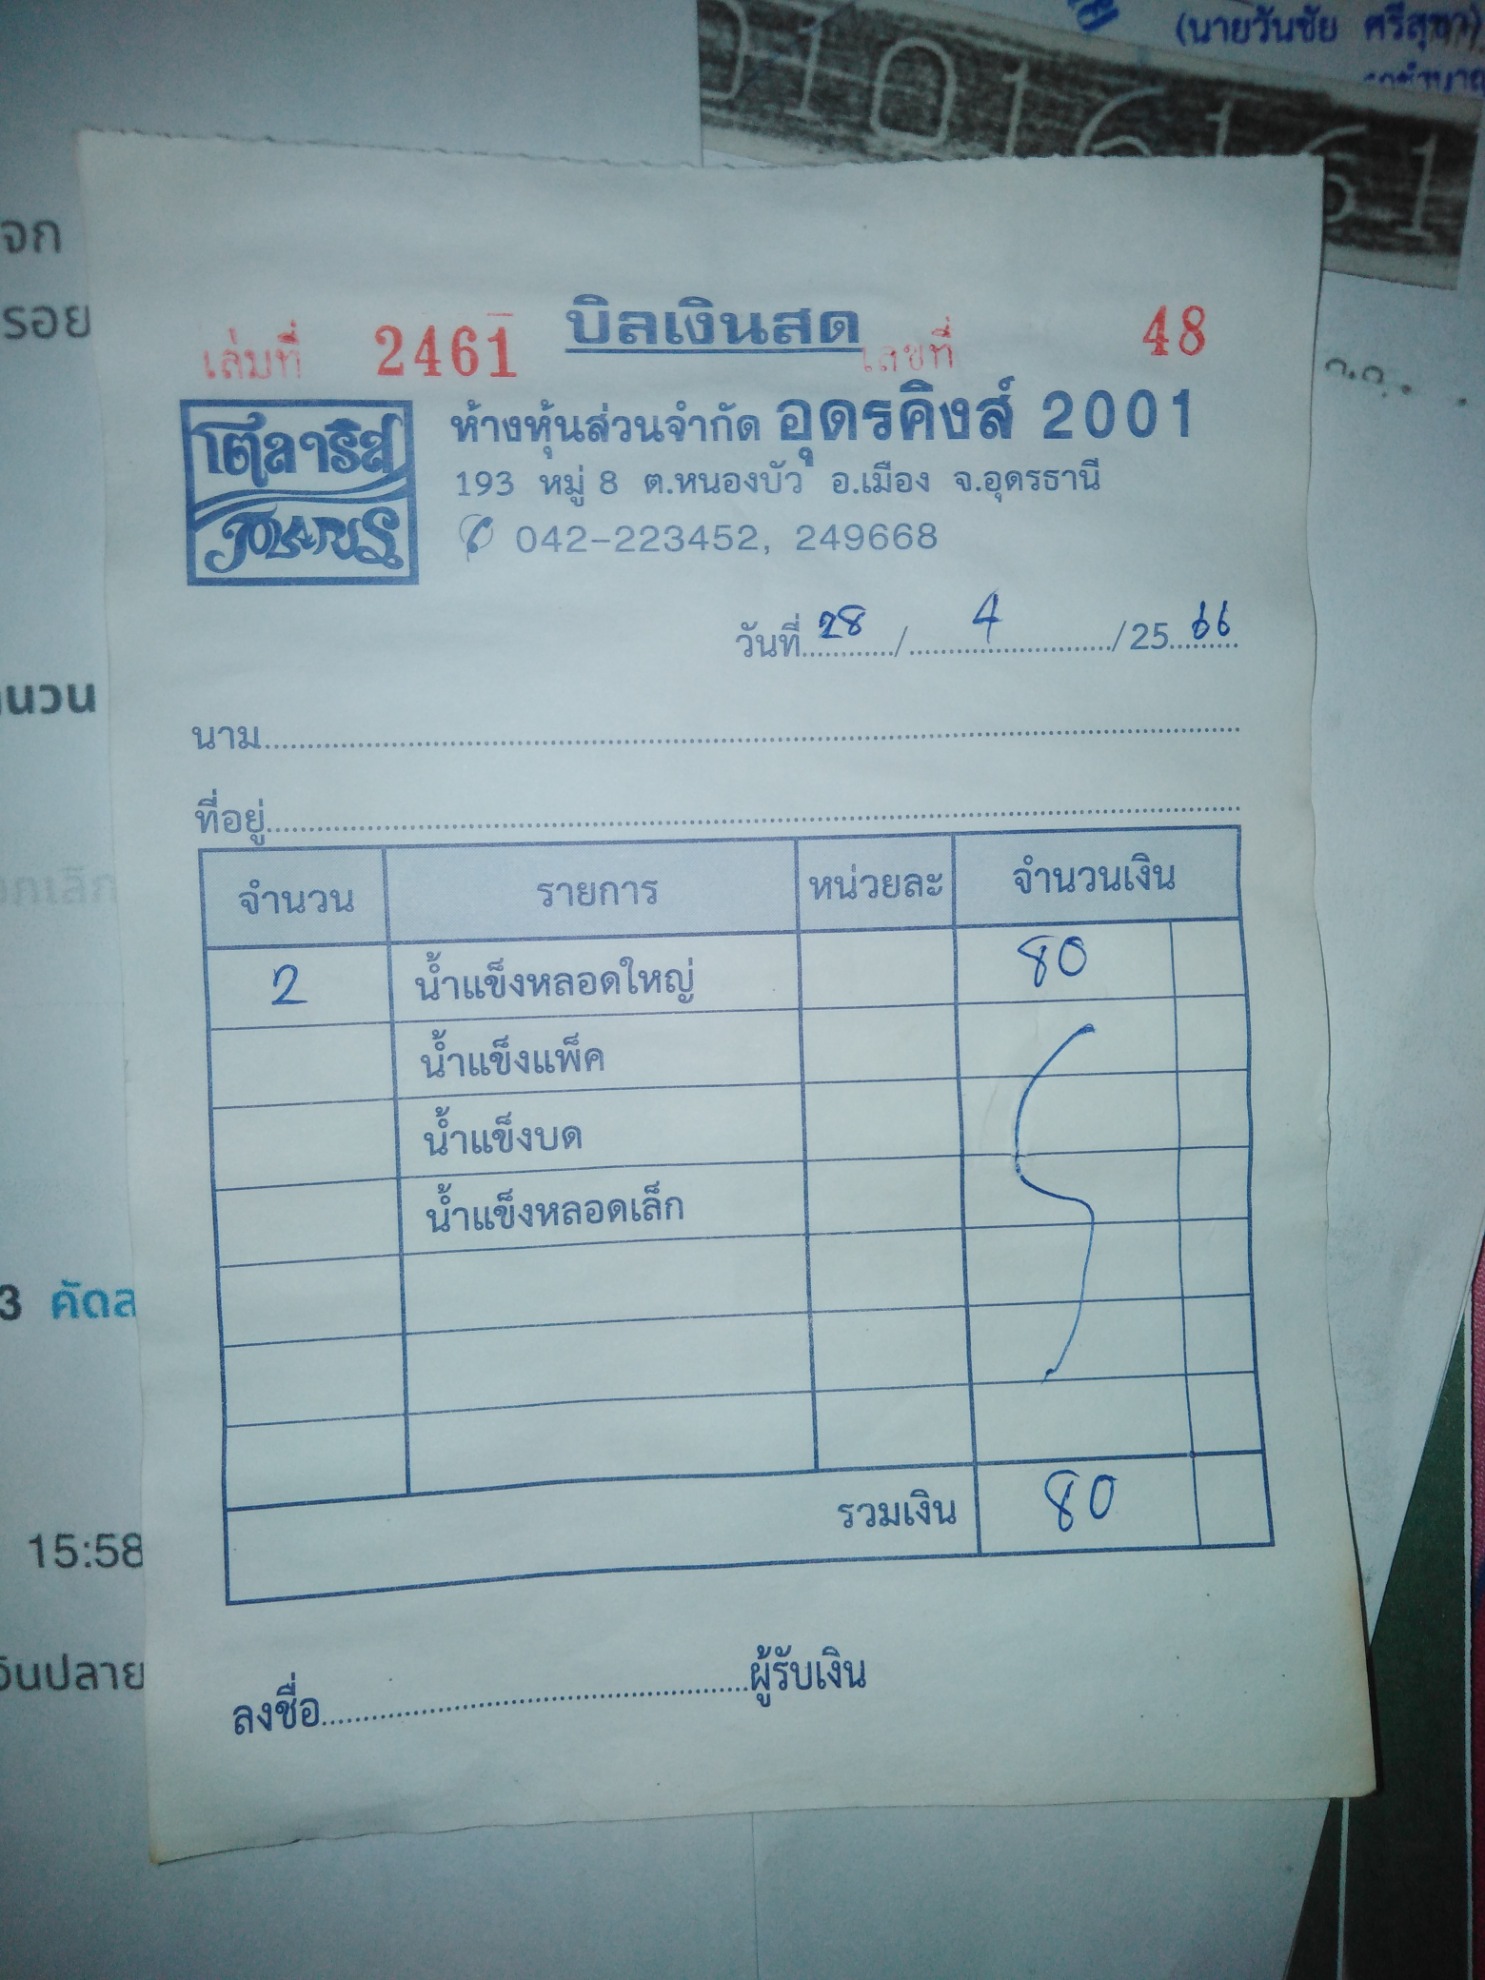 (นายวันชัย ศรีสุ
01016161
จก
รอย
เล่มที่ 2461 บิลเงินสด เลขที่ 48
โตลาริส
ห้างหุ้นส่วนจำกัด อุดรคิงส์ 2001
193 หมู่ 8 ต.หนองบัว อ.เมือง จ.อุดรธานี
042-223452, 249668
วันที่ 28 / 4 / 25 66
นวน
นาม
ที่อยู่
จำนวน รายการ หน่วยละ จำนวนเงิน
2 น้ำแข็งหลอดใหญ่ 80
น้ำแข็งแพ็ค
น้ำแข็งบด
น้ำแข็งหลอดเล็ก
3 คัดล
รวมเงิน 80
15:58
ลงชื่อ ผู้รับเงิน